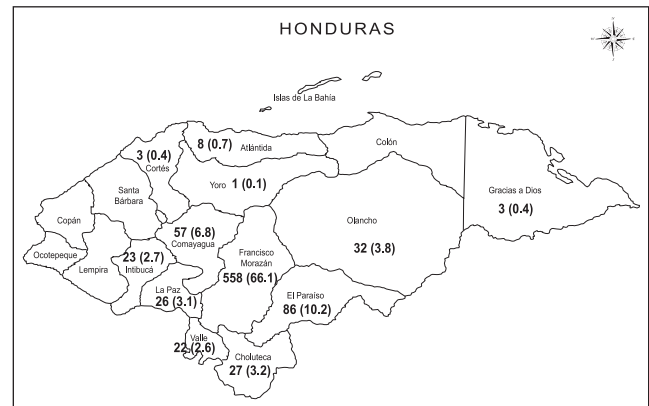 HONDURAS
Islas de La Bahía
8 (0.7)
Atlántida
Colón
3 (0.4)
Cortés
Yoro 1 (0.1)
Santa
Bárbara
Gracias a Dios
3 (0.4)
Copán
Olancho
32 (3.8)
57 (6.8)
Comayagua
Ocotepeque
23 (2.7)
Intibucá
Lempira
Francisco
Morazán
558 (66.1)
La Paz
26 (3.1)
El Paraíso
86 (10.2)
Valle
22 (2.6)
Choluteca
27 (3.2)